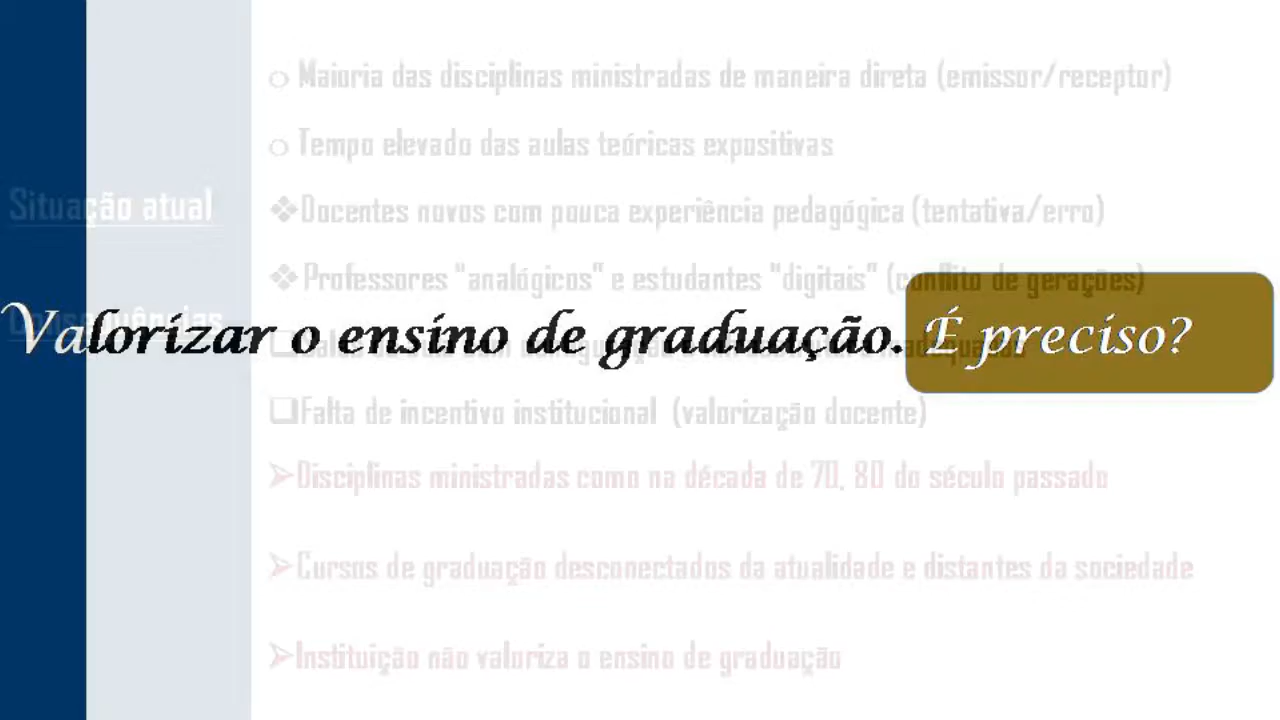 o Maioria das disciplinas ministradas de maneira direta (emissor/receptor)
o Tempo elevado das aulas teóricas expositivas
Situação atual
❖Docentes novos com pouca experiência pedagógica (tentativa/erro)
❖Professores "analógicos" e estudantes "digitais" (conflito de gerações)
Consequências
Valorizar o ensino de graduação. É preciso?
❑Falta de incentivo institucional (valorização docente)
➢Disciplinas ministradas como na década de 70, 80 do século passado
➢Cursos de graduação desconectados da atualidade e distantes da sociedade
➢Instituição não valoriza o ensino de graduação